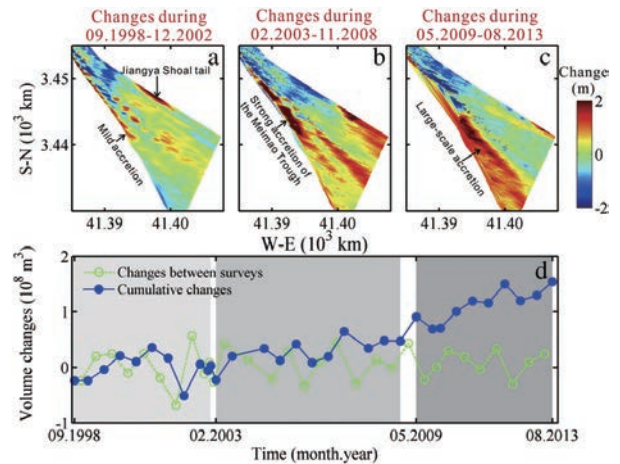 Changes during
09.1998-12.2002
Changes during
02.2003-11.2008
Changes during
05.2009-08.2013
a
b
c
Jiangya Shoal tail
Mild accretion
Strong accretion of
the Meimao Trough
Large-scale accretion
Changes
(m)
2
0
-2
3.455
3.445
S-N (10³ km)
41.39
41.40
41.39
41.40
41.39
41.40
W-E (10³ km)
d
Changes between surveys
Cumulative changes
2
1
0
-1
Volume changes (10⁸ m³)
09.1998
02.2003
05.2009
08.2013
Time (month.year)